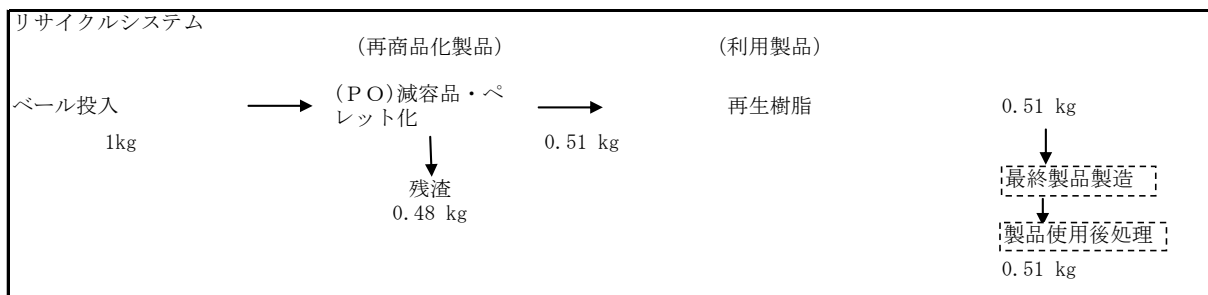 リサイクルシステム
(再商品化製品)
(利用製品)
ベール投入
(PO)減容品・ペ
レット化
再生樹脂
0.51 kg
1kg
0.51 kg
残渣
0.48 kg
最終製品製造
製品使用後処理
0.51 kg